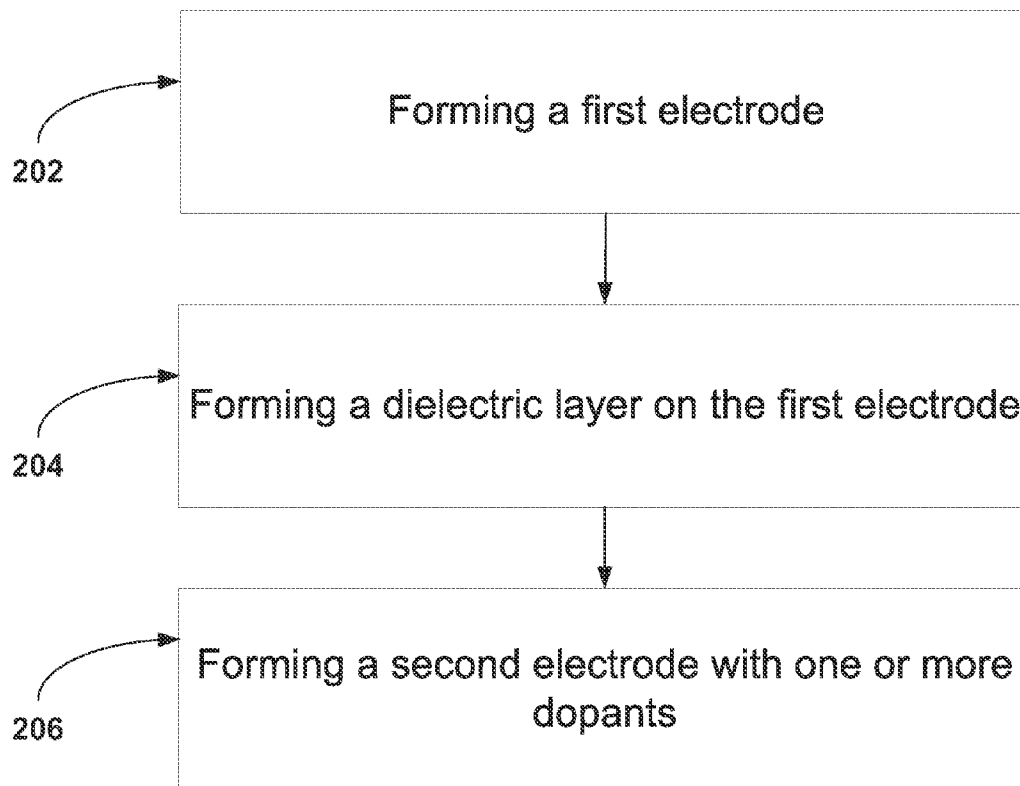 Forming a first electrode
202
Forming a dielectric layer on the first electrode
204
Forming a second electrode with one or more
dopants
206